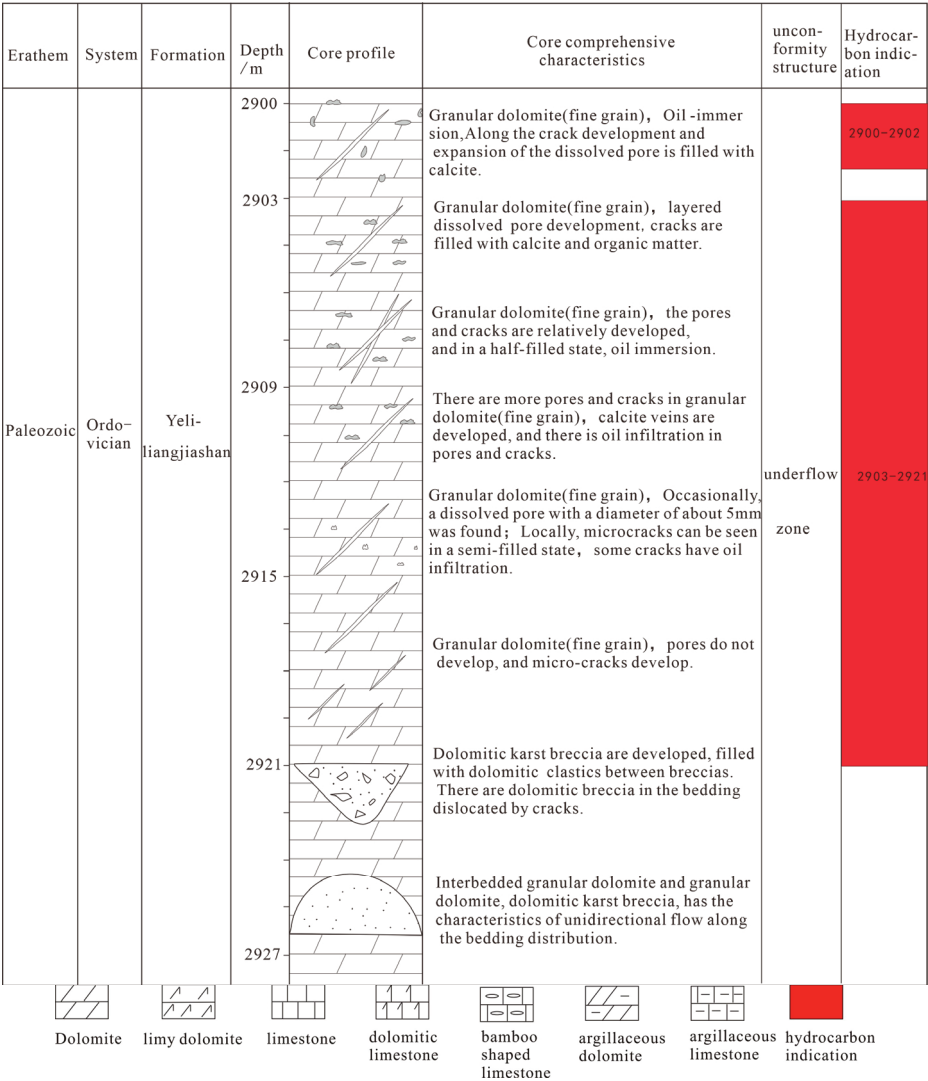 Erathem
System
Formation
Depth
/m
Core profile
Core comprehensive
characteristics
uncon-
formity
structure
Hydrocar-
bon indic-
ation
Paleozoic
Ordo-
vician
Yeli-
liangjiashan
2900
2903
2909
2915
2921
2927
Granular dolomite(fine grain), Oil -immer
sion,Along the crack development and
expansion of the dissolved pore is filled with
calcite.
Granular dolomite(fine grain), layered
dissolved pore development, cracks are
filled with calcite and organic matter.
Granular dolomite(fine grain), the pores
and cracks are relatively developed,
and in a half-filled state, oil immersion.
There are more pores and cracks in granular
dolomite(fine grain), calcite veins are
developed, and there is oil infiltration in
pores and cracks.
Granular dolomite(fine grain), Occasionally,
a dissolved pore with a diameter of about 5mm
was found; Locally, microcracks can be seen
in a semi-filled state, some cracks have oil
infiltration.
Granular dolomite(fine grain), pores do not
develop, and micro-cracks develop.
Dolomitic karst breccia are developed, filled
with dolomitic clastics between breccias.
There are dolomitic breccia in the bedding
dislocated by cracks.
Interbedded granular dolomite and granular
dolomite, dolomitic karst breccia, has the
characteristics of unidirectional flow along
the bedding distribution.
underflow
zone
2900-2902
2903-2921
Dolomite
limy dolomite
limestone
dolomitic
limestone
bamboo
shaped
limestone
argillaceous
dolomite
argillaceous
limestone
hydrocarbon
indication